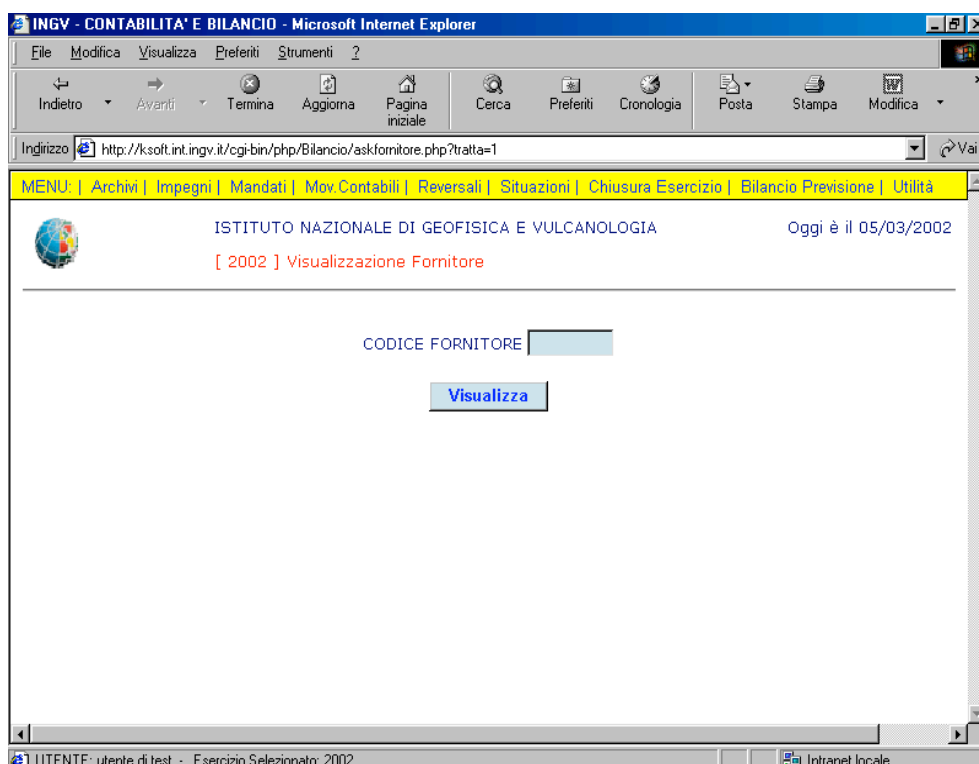 INGV - CONTABILITA' E BILANCIO - Microsoft Internet Explorer
File Modifica Visualizza Preferiti Strumenti ?
Indietro Avanti Termina Aggiorna Pagina iniziale Cerca Preferiti Cronologia Posta Stampa Modifica
Indirizzo http://ksoft.int.ingv.it/cgi-bin/php/Bilancio/askfornitore.php?tratta=1 Vai
MENU: | Archivi | Impegni | Mandati | Mov.Contabili | Reversali | Situazioni | Chiusura Esercizio | Bilancio Previsione | Utilità
ISTITUTO NAZIONALE DI GEOFISICA E VULCANOLOGIA Oggi è il 05/03/2002
[ 2002 ] Visualizzazione Fornitore
CODICE FORNITORE
Visualizza
UTENTE: utente di test - Esercizio Selezionato: 2002 Intranet locale